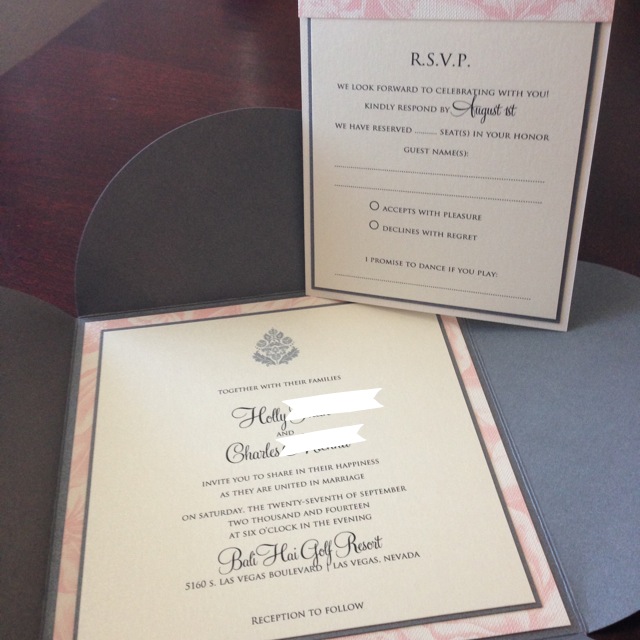 R.S.V.P.
WE LOOK FORWARD TO CELEBRATING WITH YOU!
KINDLY RESPOND BY August 1st
WE HAVE RESERVED .......... SEAT(S) IN YOUR HONOR
GUEST NAME(S):
ACCEPTS WITH PLEASURE
DECLINES WITH REGRET
I PROMISE TO DANCE IF YOU PLAY:
TOGETHER WITH THEIR FAMILIES
Holly
AND
Charles
INVITE YOU TO SHARE IN THEIR HAPPINESS
AS THEY ARE UNITED IN MARRIAGE
ON SATURDAY, THE TWENTY-SEVENTH OF SEPTEMBER
TWO THOUSAND AND FOURTEEN
AT SIX O'CLOCK IN THE EVENING
Bali Hai Golf Resort
5160 S. LAS VEGAS BOULEVARD | LAS VEGAS, NEVADA
RECEPTION TO FOLLOW